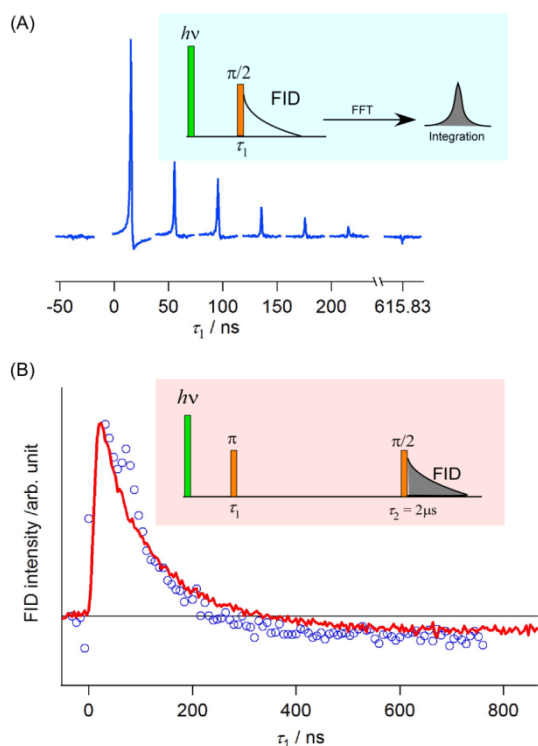 (A)
hν
π/2
FID
FFT
τ1
Integration
-50 0 50 100 150 200 615.83
τ1 / ns
(B)
hν
π
π/2
FID
τ1
τ2 = 2μs
FID intensity /arb. unit
0 200 400 600 800
τ1 / ns